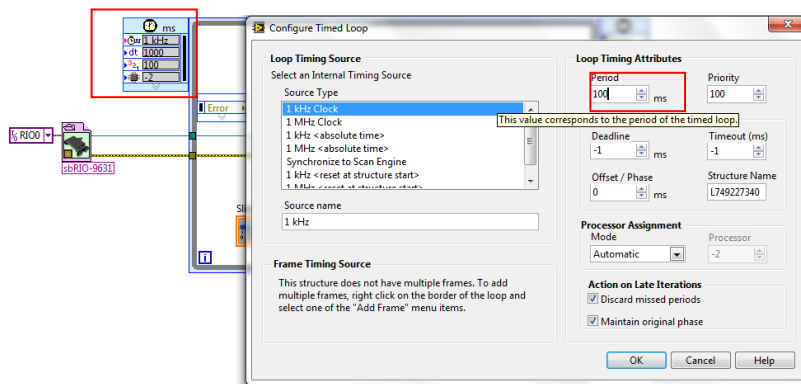 ms
1 kHz
dt 1000
100
-2
Error
RIO0
sbRIO-9631
i
Configure Timed Loop
Loop Timing Source
Select an Internal Timing Source
Source Type
1 kHz Clock
1 MHz Clock
1 kHz <absolute time>
1 MHz <absolute time>
Synchronize to Scan Engine
1 kHz <reset at structure start>
1 MHz <reset at structure start>
Source name
1 kHz
Frame Timing Source
This structure does not have multiple frames. To add
multiple frames, right click on the border of the loop and
select one of the "Add Frame" menu items.
Loop Timing Attributes
Period
Priority
100 ms
100
This value corresponds to the period of the timed loop.
Deadline
Timeout (ms)
-1 ms
-1
Offset / Phase
Structure Name
0 ms
L749227340
Processor Assignment
Mode
Processor
Automatic
-2
Action on Late Iterations
Discard missed periods
Maintain original phase
OK
Cancel
Help